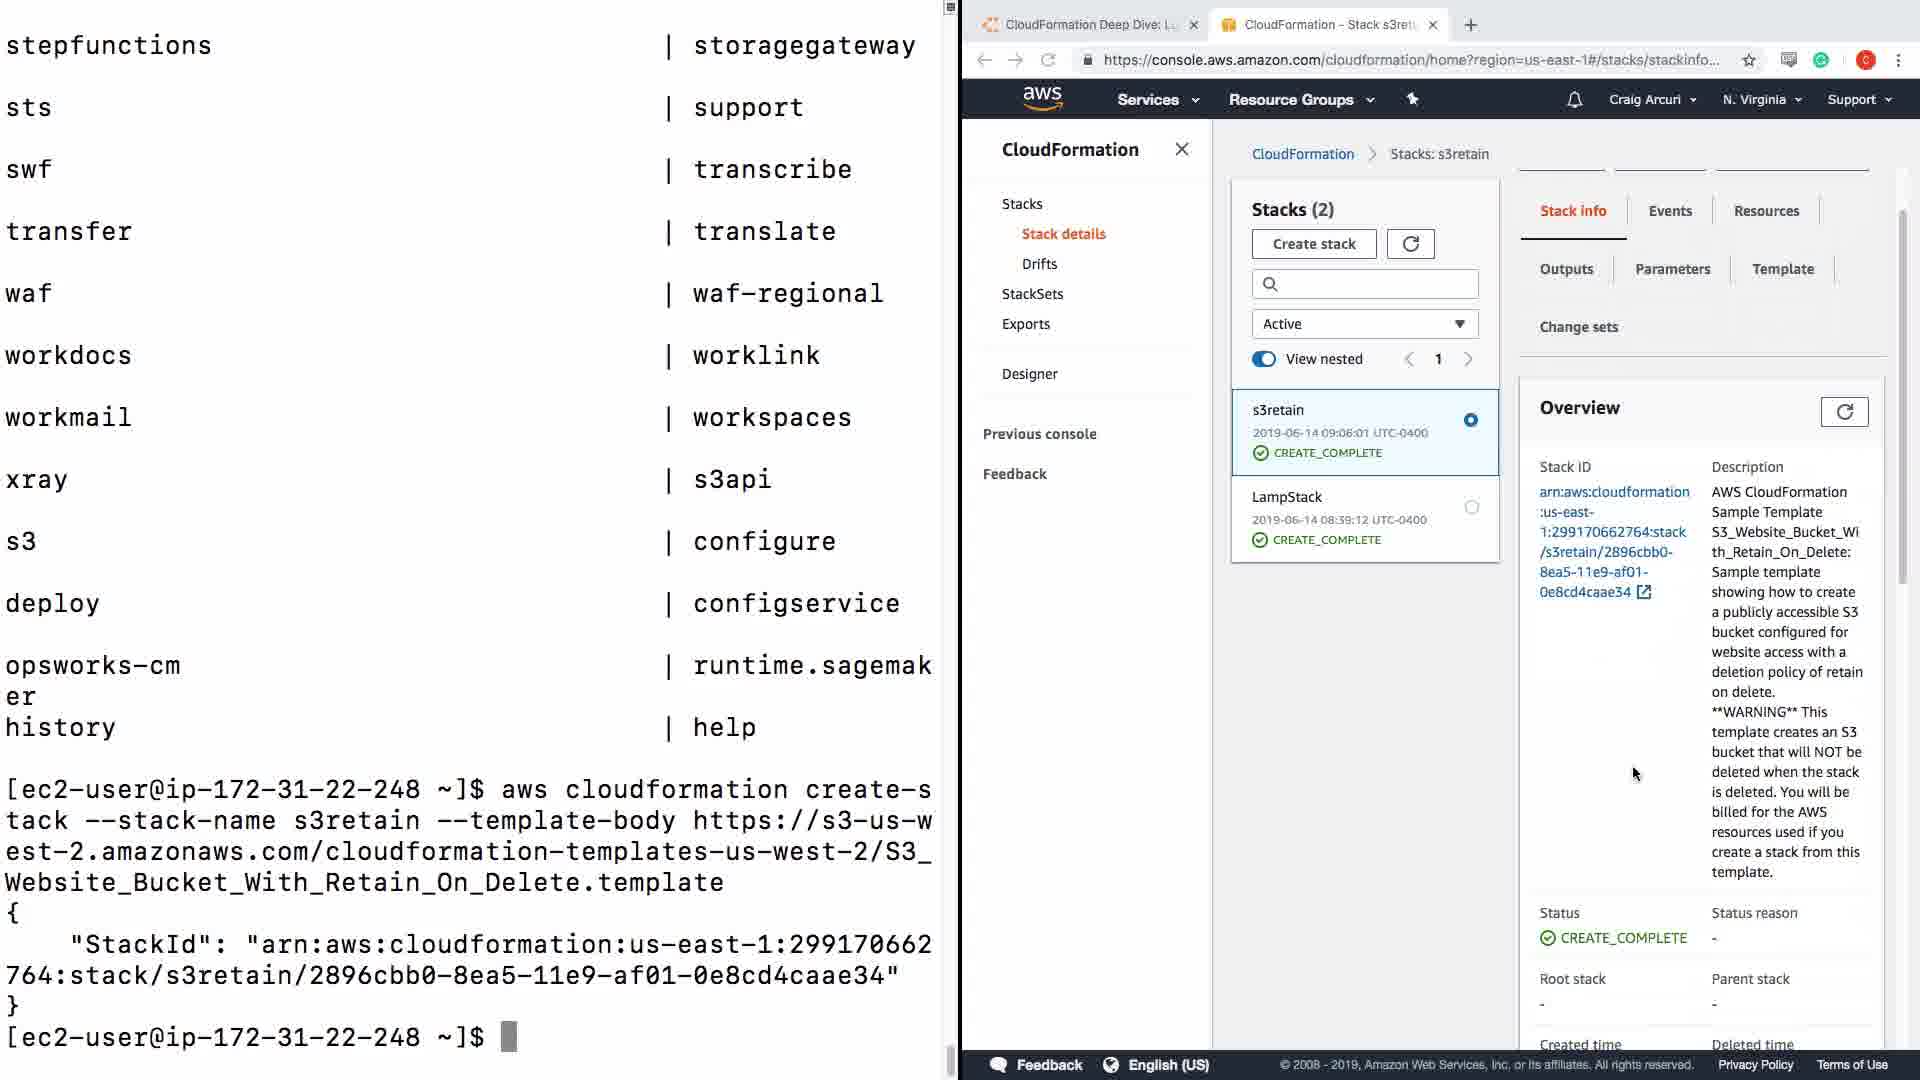 stepfunctions | storagegateway
sts | support
swf | transcribe
transfer | translate
waf | waf-regional
workdocs | worklink
workmail | workspaces
xray | s3api
s3 | configure
deploy | configservice
opsworks-cm | runtime.sagemak
er
history | help
[ec2-user@ip-172-31-22-248 ~]$ aws cloudformation create-s
tack --stack-name s3retain --template-body https://s3-us-w
est-2.amazonaws.com/cloudformation-templates-us-west-2/S3_
Website_Bucket_With_Retain_On_Delete.template
{
"StackId": "arn:aws:cloudformation:us-east-1:299170662
764:stack/s3retain/2896cbb0-8ea5-11e9-af01-0e8cd4caae34"
}
[ec2-user@ip-172-31-22-248 ~]$
CloudFormation Deep Dive:
CloudFormation - Stack s3ret
https://console.aws.amazon.com/cloudformation/home?region=us-east-1#/stacks/stackinfo...
C
aws
Services
Resource Groups
Craig Arcuri
N. Virginia
Support
CloudFormation
Stacks
Stack details
Drifts
StackSets
Exports
Designer
Previous console
Feedback
CloudFormation > Stacks: s3retain
Stacks (2)
Create stack
Active
View nested
1
s3retain
2019-06-14 09:06:01 UTC-0400
CREATE_COMPLETE
LampStack
2019-06-14 08:39:12 UTC-0400
CREATE_COMPLETE
Stack info
Events
Resources
Outputs
Parameters
Template
Change sets
Overview
Stack ID
arn:aws:cloudformation
:us-east-
1:299170662764:stack
/s3retain/2896cbb0-
8ea5-11e9-af01-
0e8cd4caae34
Description
AWS CloudFormation
Sample Template
S3_Website_Bucket_Wi
th_Retain_On_Delete:
Sample template
showing how to create
a publicly accessible S3
bucket configured for
website access with a
deletion policy of retain
on delete.
**WARNING** This
template creates an S3
bucket that will NOT be
deleted when the stack
is deleted. You will be
billed for the AWS
resources used if you
create a stack from this
template.
Status
CREATE_COMPLETE
Status reason
-
Root stack
-
Parent stack
-
Created time
Deleted time
Feedback
English (US)
© 2008 - 2019, Amazon Web Services, Inc. or its affiliates. All rights reserved.
Privacy Policy
Terms of Use